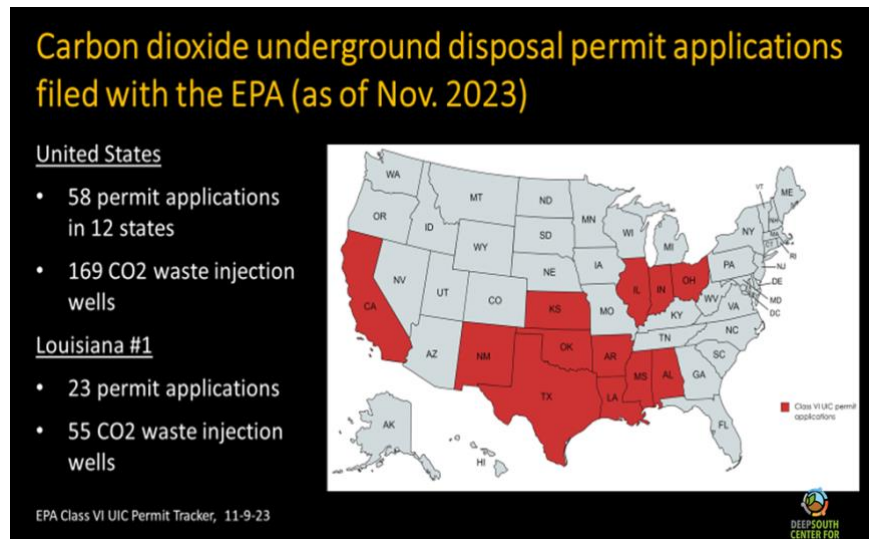 Carbon dioxide underground disposal permit applications
filed with the EPA (as of Nov. 2023)
United States
• 58 permit applications
in 12 states
• 169 CO2 waste injection
wells
Louisiana #1
• 23 permit applications
• 55 CO2 waste injection
wells
EPA Class VI UIC Permit Tracker, 11-9-23
WA
OR
CA
NV
ID
MT
WY
UT
AZ
CO
NM
ND
SD
NE
KS
OK
TX
MN
IA
MO
AR
LA
WI
IL
MI
IN
OH
KY
TN
MS
AL
GA
FL
SC
NC
VA
WV
PA
NY
VT
NH
MA
ME
RI
NJ
DE
MD
DC
AK
HI
Class VI UIC permit
applications
DEEPSOUTH
CENTER FOR